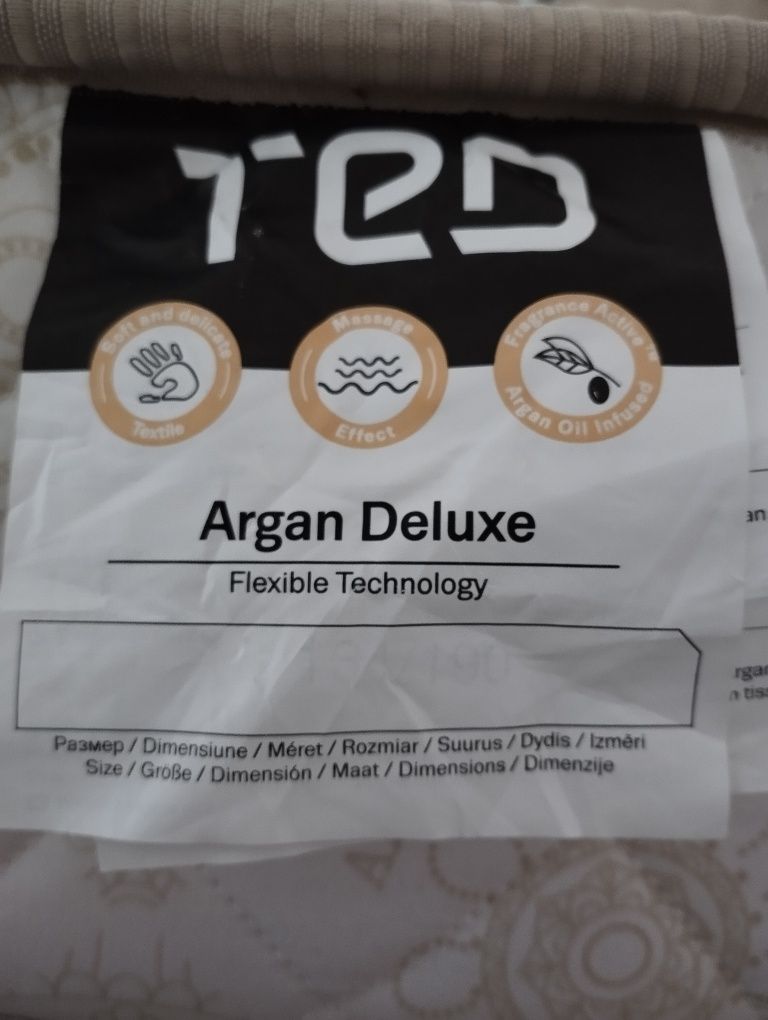 TED
Soft and delicate
Textile
Massage
Effect
Fragrance Active™
Argan Oil Infused
Argan Deluxe
Flexible Technology
Размер / Dimensiune / Méret / Rozmiar / Suurus / Dydis / Izmēri
Size / Größe / Dimensión / Maat / Dimensions / Dimenzije